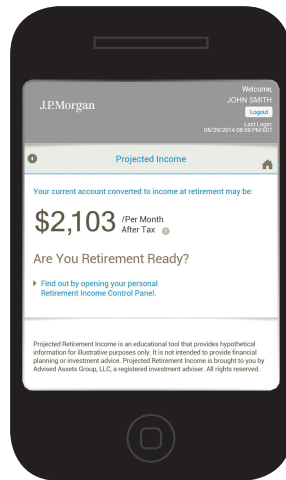 Welcome,
J.P.Morgan
JOHN SMITH
Logout
Last Login:
05/29/2014 08:59 PM EDT
Projected Income
Your current account converted to income at retirement may be:
$2,103 /Per Month
After Tax
Are You Retirement Ready?
Find out by opening your personal
Retirement Income Control Panel.
Projected Retirement Income is an educational tool that provides hypothetical
information for illustrative purposes only. It is not intended to provide financial
planning or investment advice. Projected Retirement Income is brought to you by
Advised Assets Group, LLC, a registered investment adviser. All rights reserved.